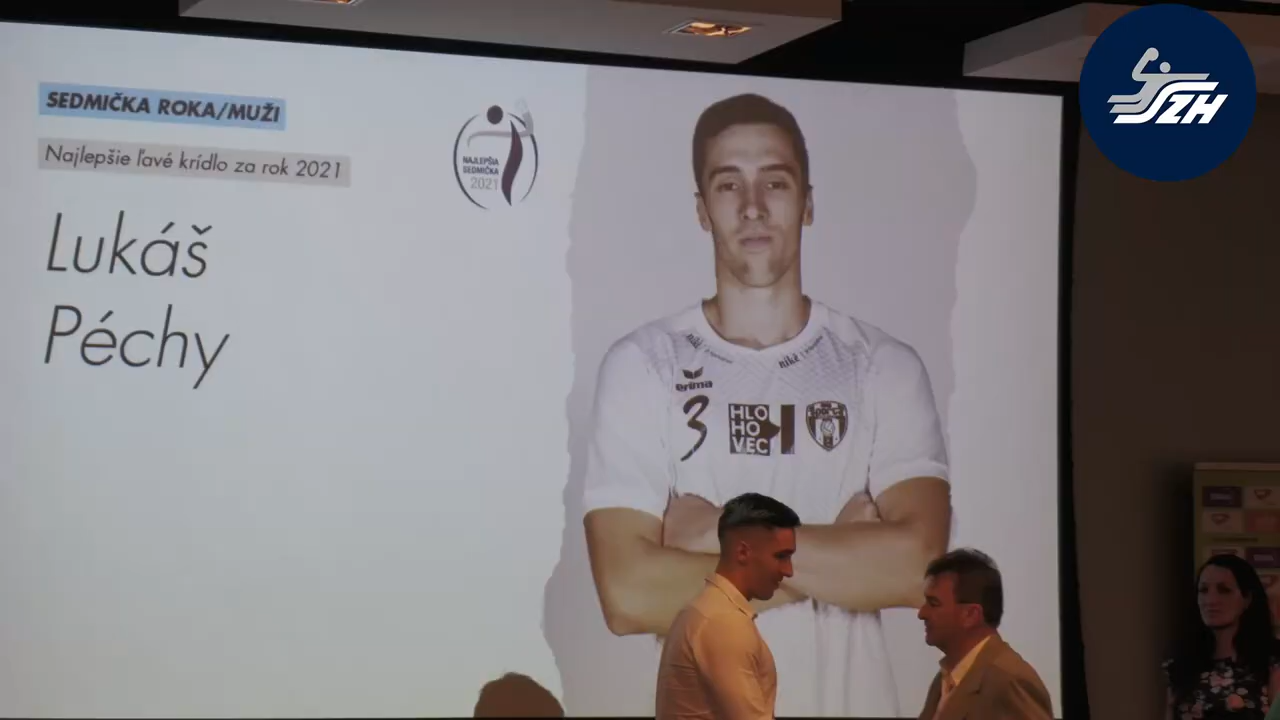 SEDMIČKA ROKA/MUŽI
Najlepšie ľavé krídlo za rok 2021
Lukáš
Péchy
NAJLEPŠIA
SEDMIČKA
2021
SZH
nike
erima
3
HLO
HO
VEC